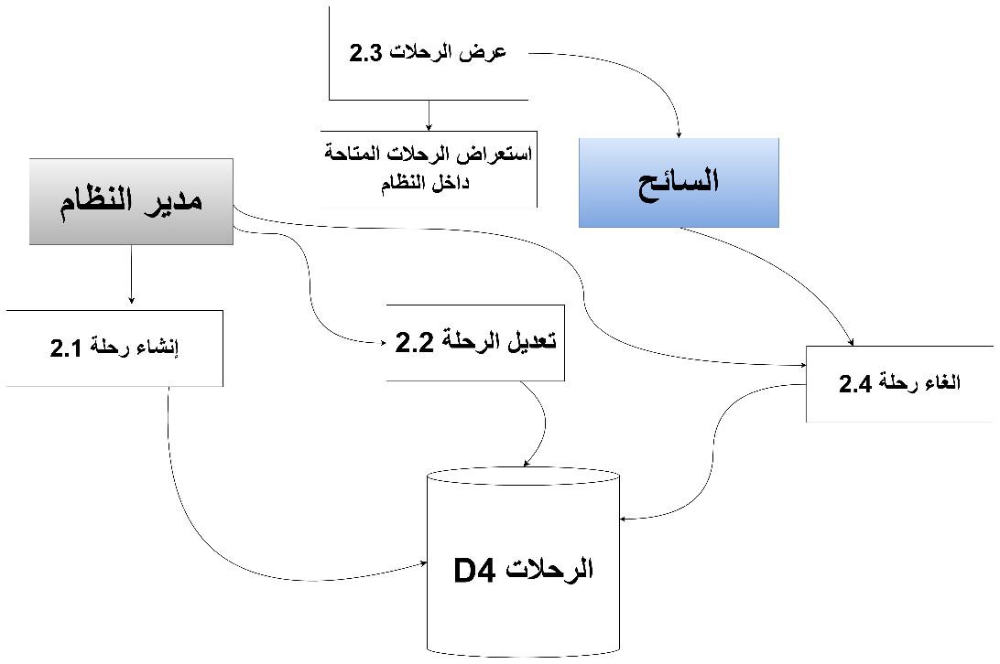 عرض الرحلات 2.3
استعراض الرحلات المتاحة
داخل النظام
السائح
مدير النظام
إنشاء رحلة 2.1
تعديل الرحلة 2.2
الغاء رحلة 2.4
الرحلات D4